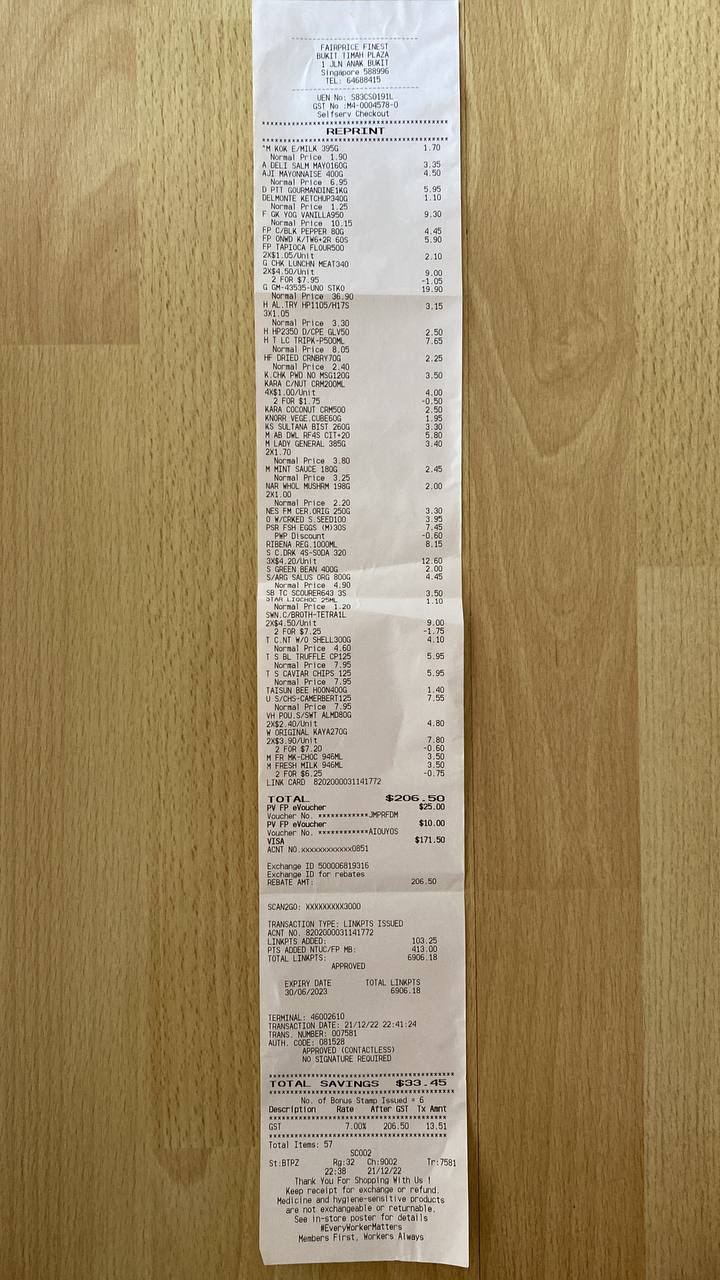 FAIRPRICE FINEST
BUKIT TIMAH PLAZA
1 JLN ANAK BUKIT
Singapore 588996
TEL: 64688415
UEN No: S83CS0191L
GST No :M4-0004578-0
Selfserv Checkout
REPRINT
*M KOK E/MILK 395G 1.70
Normal Price 1.90
A DELI SALM MAYO160G 3.35
AJI MAYONNAISE 400G 4.50
Normal Price 6.95
D PTT GOURMANDINE1KG 5.95
DELMONTE KETCHUP340G 1.10
Normal Price 1.25
F GK YOG VANILLA950 9.30
Normal Price 10.15
FP C/BLK PEPPER 80G 4.45
FP ONWD K/TW6*2R 60S 5.90
FP TAPIOCA FLOUR500
2X$1.05/Unit 2.10
G CHK LUNCHN MEAT340
2X$4.50/Unit 9.00
2 FOR $7.95 -1.05
G GM-43535-UNO STKO 19.90
Normal Price 36.90
H AL.TRY HP1105/H17S 3.15
3X1.05
Normal Price 3.30
H HP2350 D/CPE GLV50 2.50
H T LC TRIPK-P500ML 7.65
Normal Price 8.05
HF DRIED CRNBRY70G 2.25
Normal Price 2.40
K.CHK PWD NO MSG120G 3.50
KARA C/NUT CRM200ML
4X$1.00/Unit 4.00
2 FOR $1.75 -0.50
KARA COCONUT CRM500 2.50
KNORR VEGE.CUBE60G 1.95
KS SULTANA BIST 260G 3.30
M AB DWL RF4S CIT+20 5.80
M LADY GENERAL 385G 3.40
2X1.70
Normal Price 3.80
M MINT SAUCE 180G 2.45
Normal Price 3.25
NAR WHOL MUSHRM 198G 2.00
2X1.00
Normal Price 2.20
NES FM CER.ORIG 250G 3.30
O W/CRKED S.SEED100 3.95
PSR FSH EGGS (M)30S 7.45
PWP Discount -0.60
RIBENA REG.1000ML 8.15
S C.DRK 4S-SODA 320
3X$4.20/Unit 12.60
S GREEN BEAN 400G 2.00
S/ARG SALUS ORG 800G 4.45
Normal Price 4.90
SB TC SCOURER643 3S 3.50
STAR LIQCHOC 25ML 1.10
Normal Price 1.20
SWN.C/BROTH-TETRA1L
2X$4.50/Unit 9.00
2 FOR $7.25 -1.75
T C.NT W/O SHELL300G 4.10
Normal Price 4.60
T S BL TRUFFLE CP125 5.95
Normal Price 7.95
T S CAVIAR CHIPS 125 5.95
Normal Price 7.95
TAISUN BEE HOON400G 1.40
U S/CHS-CAMERBERT125 7.55
Normal Price 7.95
VH POU.S/SWT ALMD80G
2X$2.40/Unit 4.80
W ORIGINAL KAYA270G
2X$3.90/Unit 7.80
2 FOR $7.20 -0.60
M FR MK-CHOC 946ML 3.50
M FRESH MILK 946ML 3.50
2 FOR $6.25 -0.75
LINK CARD 8202000031141772
TOTAL $206.50
PV FP eVoucher $25.00
Voucher No. ************JMPRFDM
PV FP eVoucher $10.00
Voucher No. ************AIOUYOS
VISA $171.50
ACNT NO.xxxxxxxxxxxx0851
Exchange ID 500006819316
Exchange ID for rebates
REBATE AMT: 206.50
SCAN2GO: XXXXXXXXX3000
TRANSACTION TYPE: LINKPTS ISSUED
ACNT NO. 8202000031141772
LINKPTS ADDED: 103.25
PTS ADDED NTUC/FP MB: 413.00
TOTAL LINKPTS: 6906.18
APPROVED
EXPIRY DATE TOTAL LINKPTS
30/06/2023 6906.18
TERMINAL: 46002610
TRANSACTION DATE: 21/12/22 22:41:24
TRANS. NUMBER: 007581
AUTH. CODE: 081528
APPROVED (CONTACTLESS)
NO SIGNATURE REQUIRED
TOTAL SAVINGS $33.45
No. of Bonus Stamp Issued = 6
Description Rate After GST Tx Amnt
GST 7.00% 206.50 13.51
Total Items: 57
SCO02
St:BTPZ Rg:32 Ch:9002 Tr:7581
22:38 21/12/22
Thank You For Shopping With Us !
Keep receipt for exchange or refund.
Medicine and hygiene-sensitive products
are not exchangeable or returnable.
See in-store poster for details
#EveryWorkerMatters
Members First, Workers Always